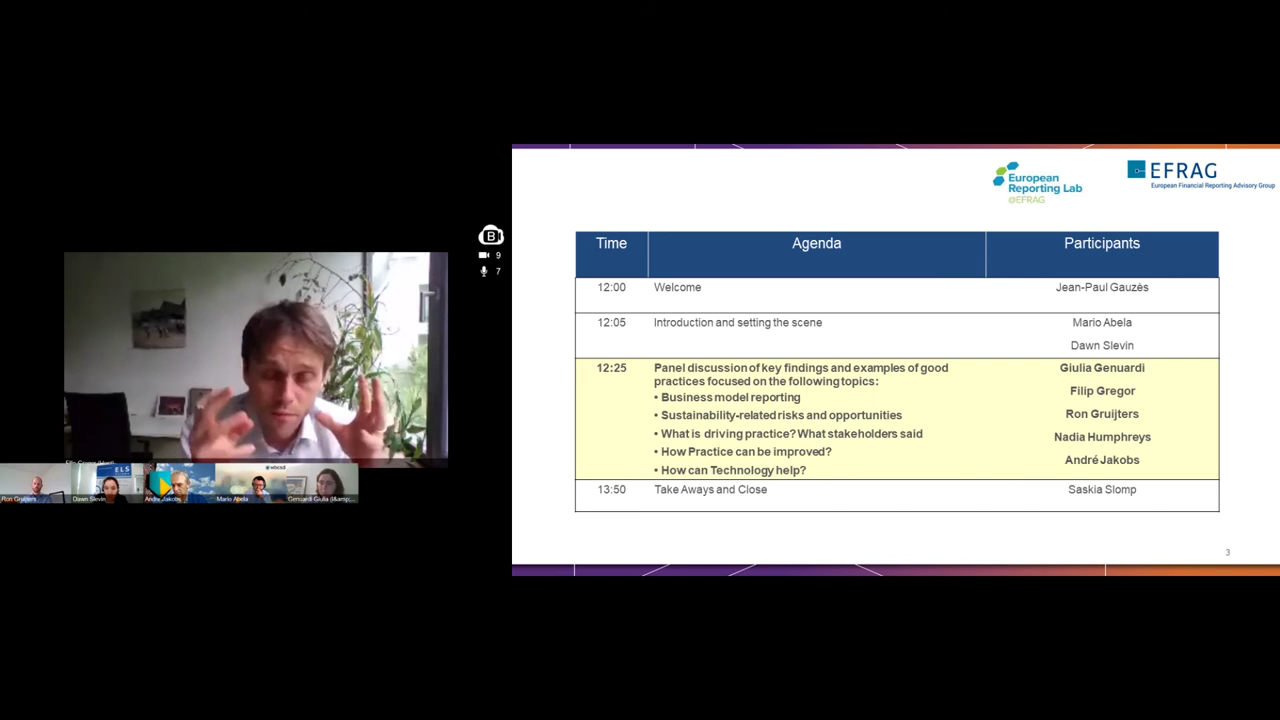 B
9
7
Ron Gruijters
Dawn Slevin
ELS
André Jakobs
wbcsd
Mario Abela
Genuardi Giulia
European
Reporting Lab
@EFRAG
EFRAG
European Financial Reporting Advisory Group
Time Agenda Participants
12:00 Welcome Jean-Paul Gauzès
12:05 Introduction and setting the scene Mario Abela
Dawn Slevin
12:25 Panel discussion of key findings and examples of good Giulia Genuardi
practices focused on the following topics:
• Business model reporting Filip Gregor
• Sustainability-related risks and opportunities Ron Gruijters
• What is driving practice? What stakeholders said Nadia Humphreys
• How Practice can be improved? André Jakobs
• How can Technology help?
13:50 Take Aways and Close Saskia Slomp
3